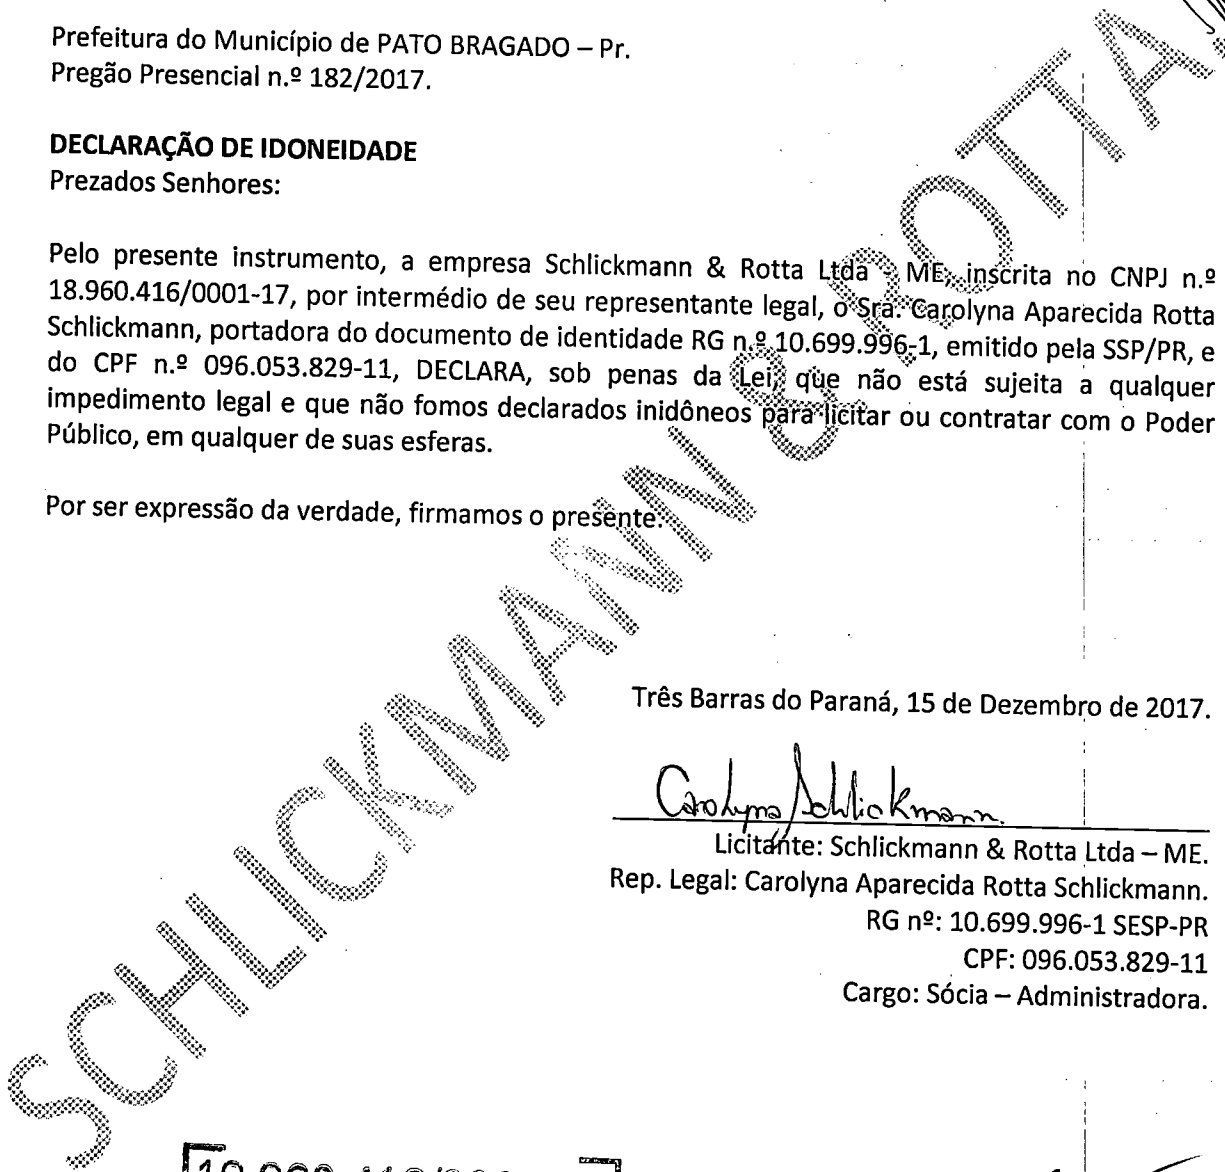 Prefeitura do Município de PATO BRAGADO – Pr.
Pregão Presencial n.º 182/2017.
DECLARAÇÃO DE IDONEIDADE
Prezados Senhores:
Pelo presente instrumento, a empresa Schlickmann & Rotta Ltda – ME, inscrita no CNPJ n.º
18.960.416/0001-17, por intermédio de seu representante legal, o Sra. Carolyna Aparecida Rotta
Schlickmann, portadora do documento de identidade RG n.º 10.699.996-1, emitido pela SSP/PR, e
do CPF n.º 096.053.829-11, DECLARA, sob penas da Lei, que não está sujeita a qualquer
impedimento legal e que não fomos declarados inidôneos para licitar ou contratar com o Poder
Público, em qualquer de suas esferas.
Por ser expressão da verdade, firmamos o presente.
Três Barras do Paraná, 15 de Dezembro de 2017.
Carolyna Schlickmann.
Licitante: Schlickmann & Rotta Ltda – ME.
Rep. Legal: Carolyna Aparecida Rotta Schlickmann.
RG nº: 10.699.996-1 SESP-PR
CPF: 096.053.829-11
Cargo: Sócia – Administradora.
SCHLICKMANN & ROTTA